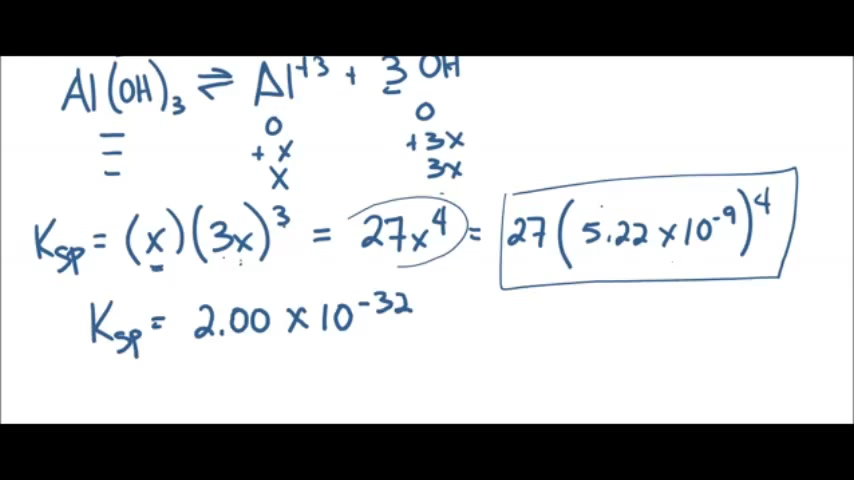 Al(OH)₃ ⇌ Al⁺³ + 3 OH
0 0
+ x + 3x
x 3x
Ksp = (x)(3x)³ = 27x⁴ = 27(5.22 x 10⁻⁹)⁴
Ksp = 2.00 x 10⁻³²